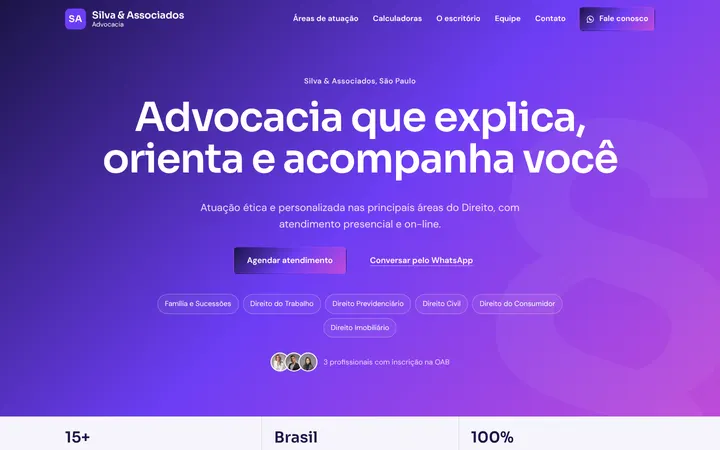 SA
Silva & Associados
Advocacia
Áreas de atuação
Calculadoras
O escritório
Equipe
Contato
Fale conosco
Silva & Associados, São Paulo
Advocacia que explica,
orienta e acompanha você
Atuação ética e personalizada nas principais áreas do Direito, com
atendimento presencial e on-line.
Agendar atendimento
Conversar pelo WhatsApp
Família e Sucessões
Direito do Trabalho
Direito Previdenciário
Direito Civil
Direito do Consumidor
Direito Imobiliário
3 profissionais com inscrição na OAB
§
15+
Brasil
100%